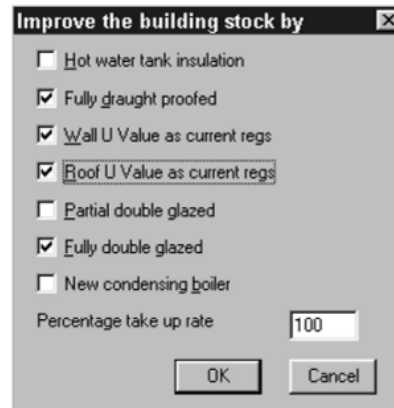 Improve the building stock by
Hot water tank insulation
Fully draught proofed
Wall U Value as current regs
Roof U Value as current regs
Partial double glazed
Fully double glazed
New condensing boiler
Percentage take up rate 100
OK Cancel